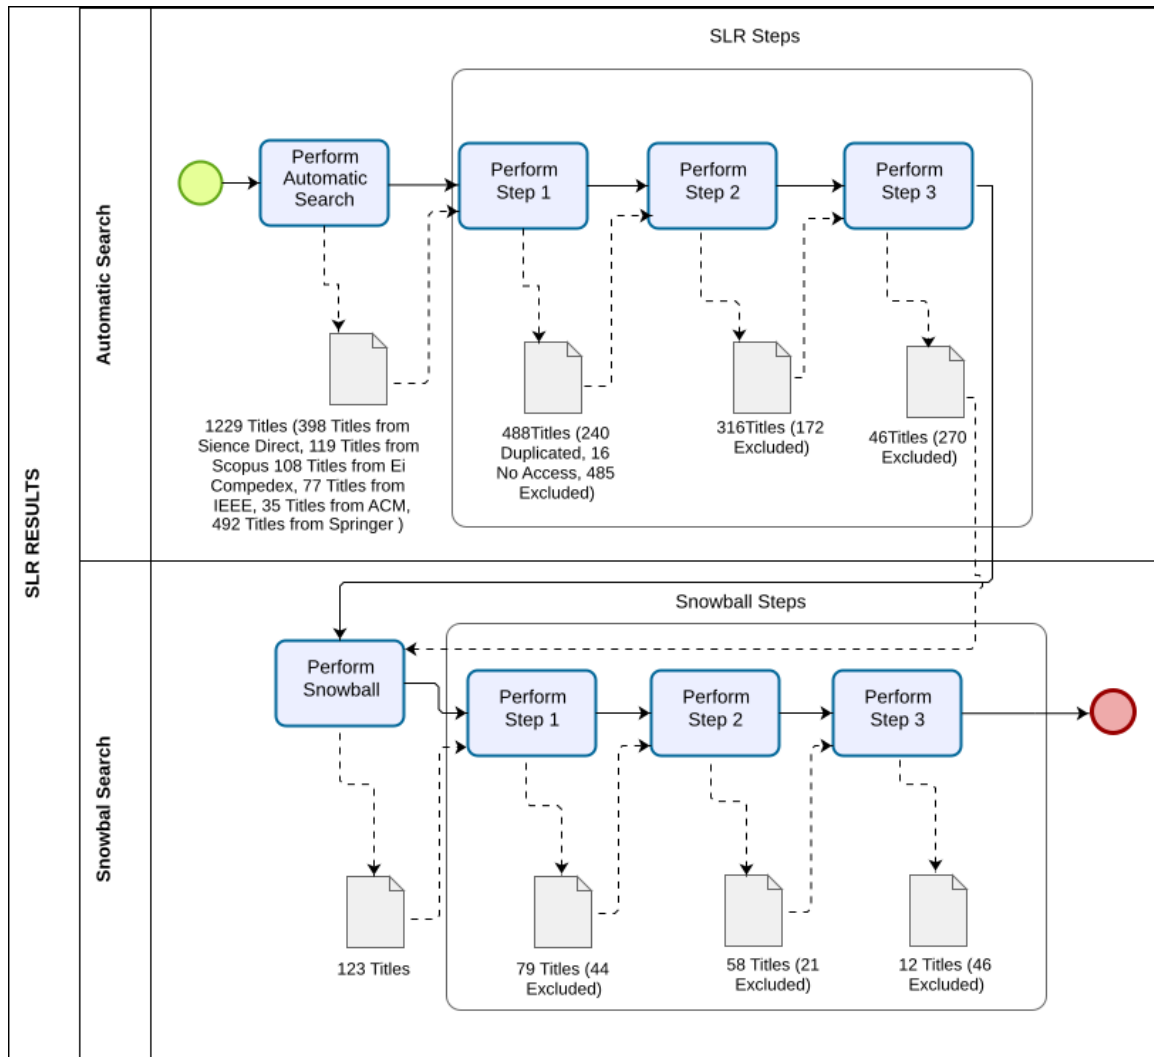 SLR RESULTS
Automatic Search
SLR Steps
Perform
Automatic
Search
Perform
Step 1
Perform
Step 2
Perform
Step 3
1229 Titles (398 Titles from
Sience Direct, 119 Titles from
Scopus 108 Titles from Ei
Compedex, 77 Titles from
IEEE, 35 Titles from ACM,
492 Titles from Springer )
488Titles (240
Duplicated, 16
No Access, 485
Excluded)
316Titles (172
Excluded)
46Titles (270
Excluded)
Snowbal Search
Snowball Steps
Perform
Snowball
Perform
Step 1
Perform
Step 2
Perform
Step 3
123 Titles
79 Titles (44
Excluded)
58 Titles (21
Excluded)
12 Titles (46
Excluded)